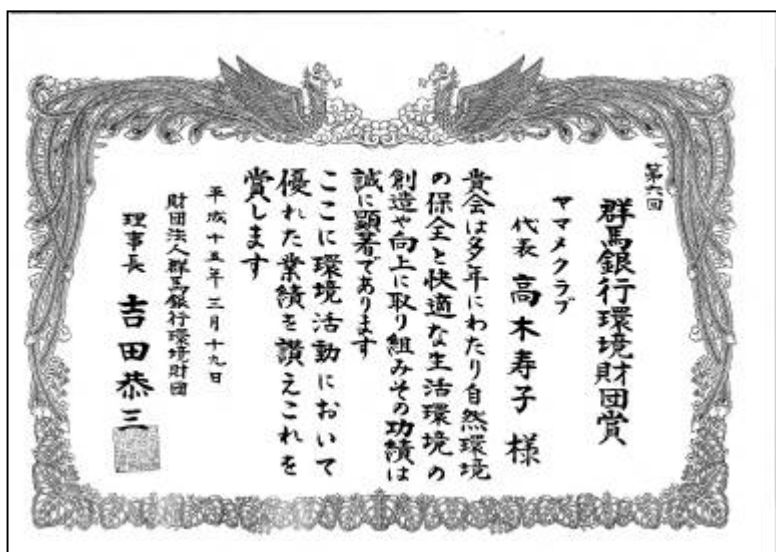 第六回
群馬銀行環境財団賞
ヤマメクラブ
代表 高木寿子 様
貴会は多年にわたり自然環境
の保全と快適な生活環境の
創造や向上に取り組みその功績は
誠に顕著であります
ここに環境活動において
優れた業績を讃えこれを
賞します
平成十五年三月十九日
財団法人群馬銀行環境財団
理事長 吉田恭三